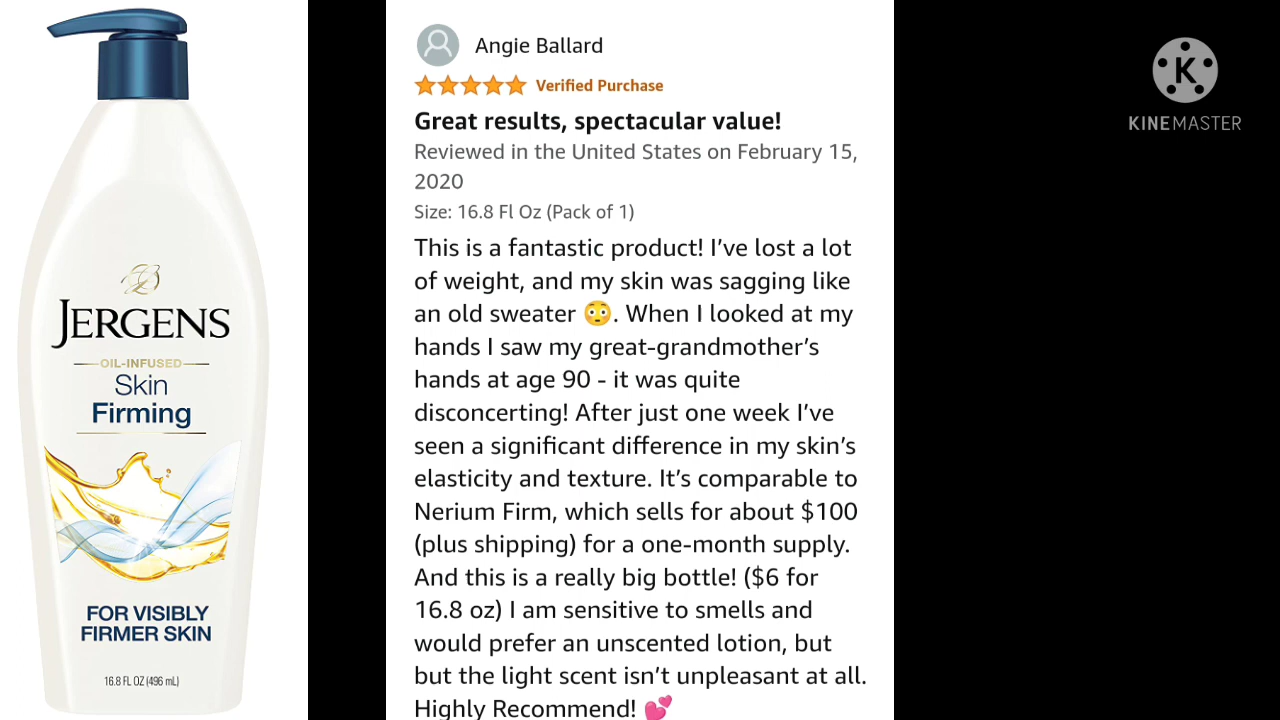 JERGENS
OIL-INFUSED
Skin
Firming
FOR VISIBLY
FIRMER SKIN
16.8 FL OZ (496 mL)
Angie Ballard
Verified Purchase
Great results, spectacular value!
Reviewed in the United States on February 15,
2020
Size: 16.8 Fl Oz (Pack of 1)
This is a fantastic product! I’ve lost a lot
of weight, and my skin was sagging like
an old sweater 😳. When I looked at my
hands I saw my great-grandmother’s
hands at age 90 - it was quite
disconcerting! After just one week I’ve
seen a significant difference in my skin’s
elasticity and texture. It’s comparable to
Nerium Firm, which sells for about $100
(plus shipping) for a one-month supply.
And this is a really big bottle! ($6 for
16.8 oz) I am sensitive to smells and
would prefer an unscented lotion, but
but the light scent isn’t unpleasant at all.
Highly Recommend! 💕
K
KINEMASTER